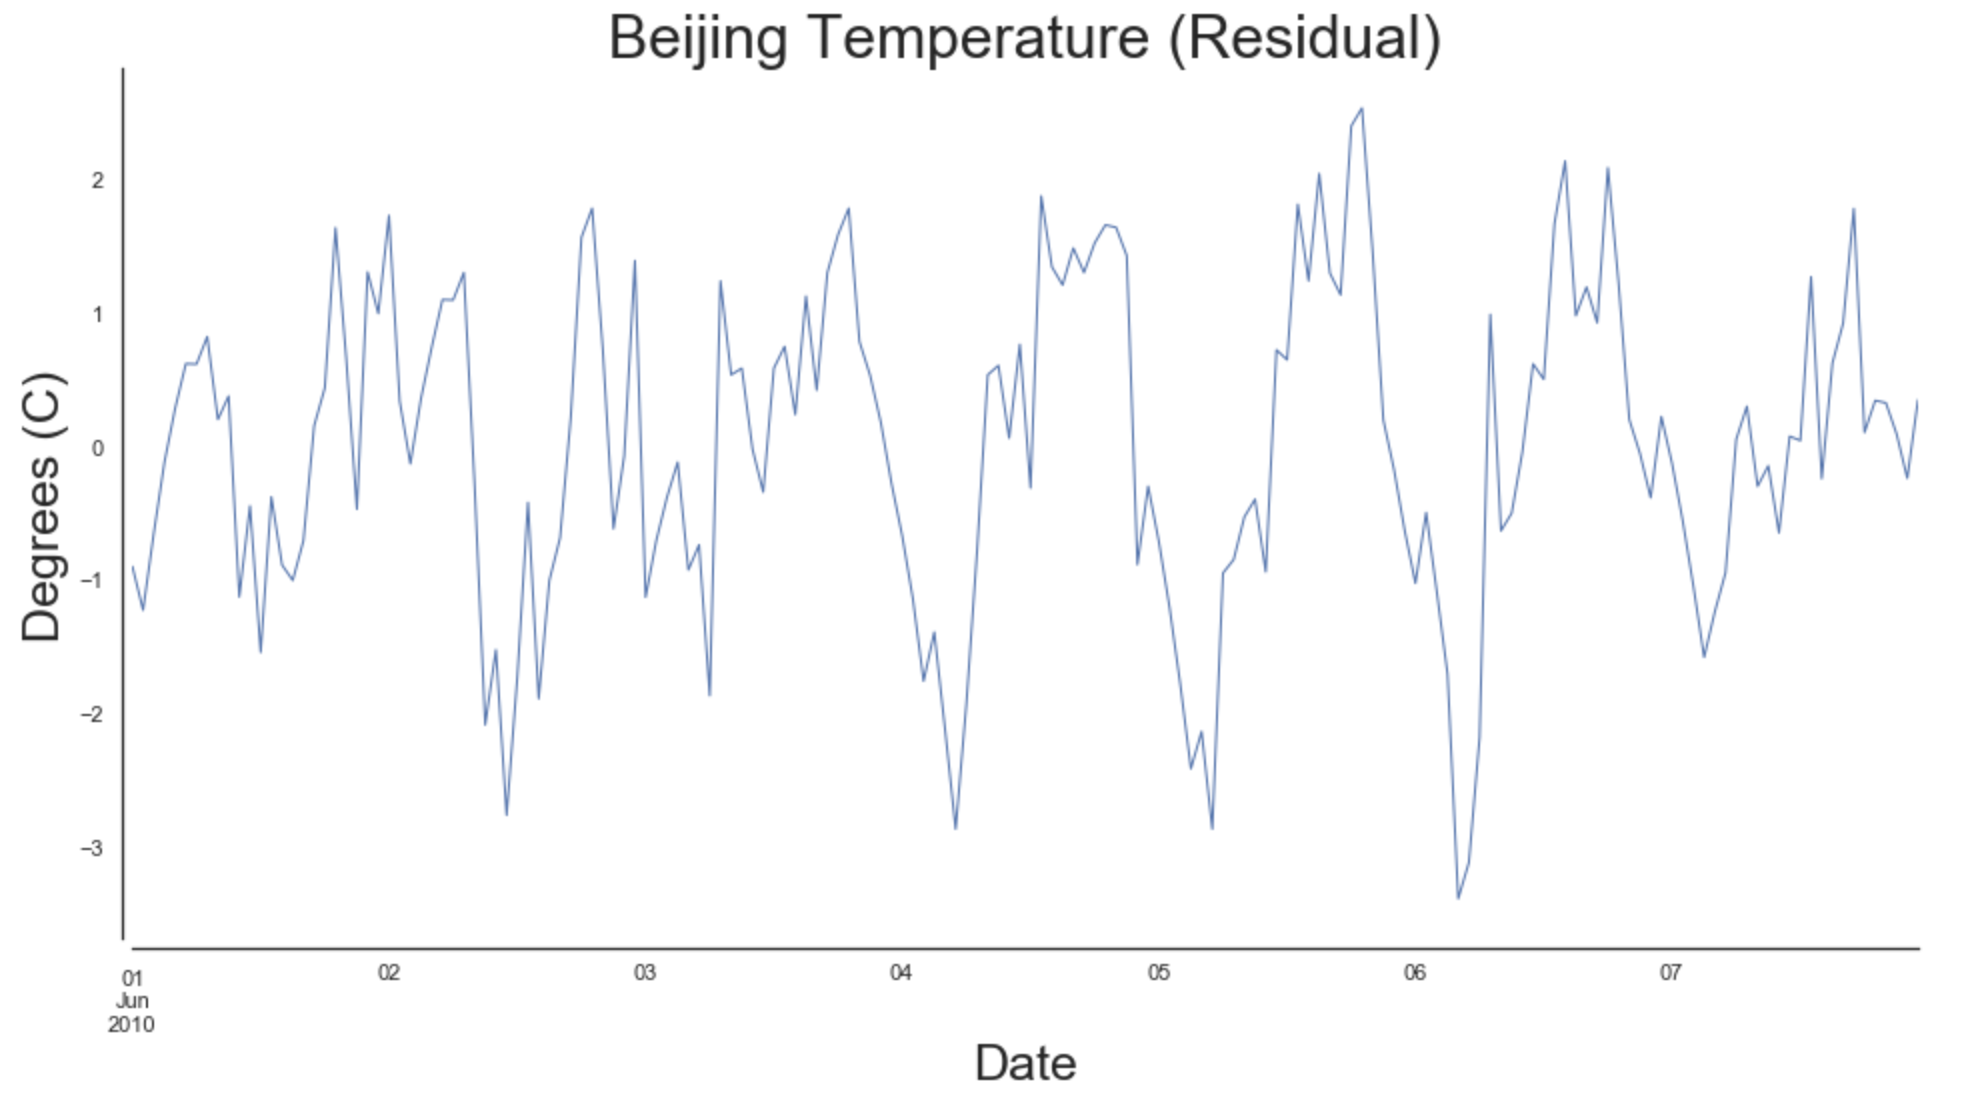 Beijing Temperature (Residual)
Degrees (C)
2
1
0
−1
−2
−3
01 02 03 04 05 06 07
Jun
2010
Date